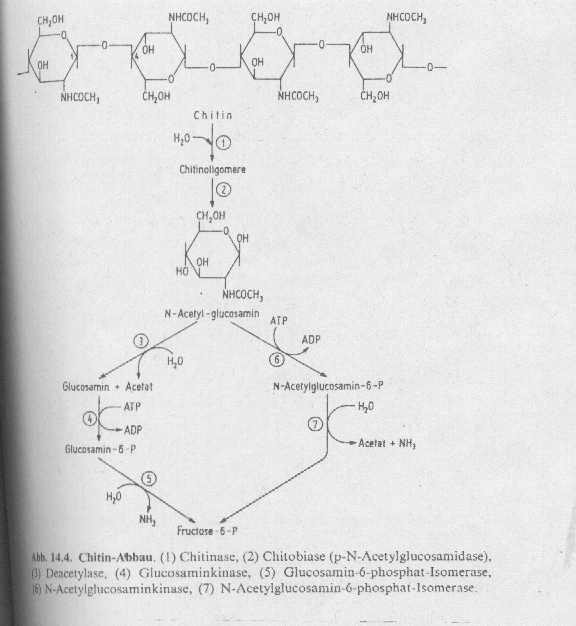 CH₂OH NHCOCH₃ CH₂OH NHCOCH₃
O O O O
OH 1 O 4 OH O OH O OH O
NHCOCH₃ CH₂OH NHCOCH₃ CH₂OH
Chitin
H₂O 1
Chitinoligomere
2
CH₂OH
O OH
OH
HO
NHCOCH₃
N-Acetyl-glucosamin
ATP
3 ADP
H₂O 6
Glucosamin + Acetat N-Acetylglucosamin-6-P
ATP H₂O
4 7
ADP Acetat + NH₃
Glucosamin-6-P
5
H₂O
NH₃
Fructose-6-P
Abb. 14.4. Chitin-Abbau. (1) Chitinase, (2) Chitobiase (p-N-Acetylglucosamidase),
(3) Deacetylase, (4) Glucosaminkinase, (5) Glucosamin-6-phosphat-Isomerase,
(6) N-Acetylglucosaminkinase, (7) N-Acetylglucosamin-6-phosphat-Isomerase.